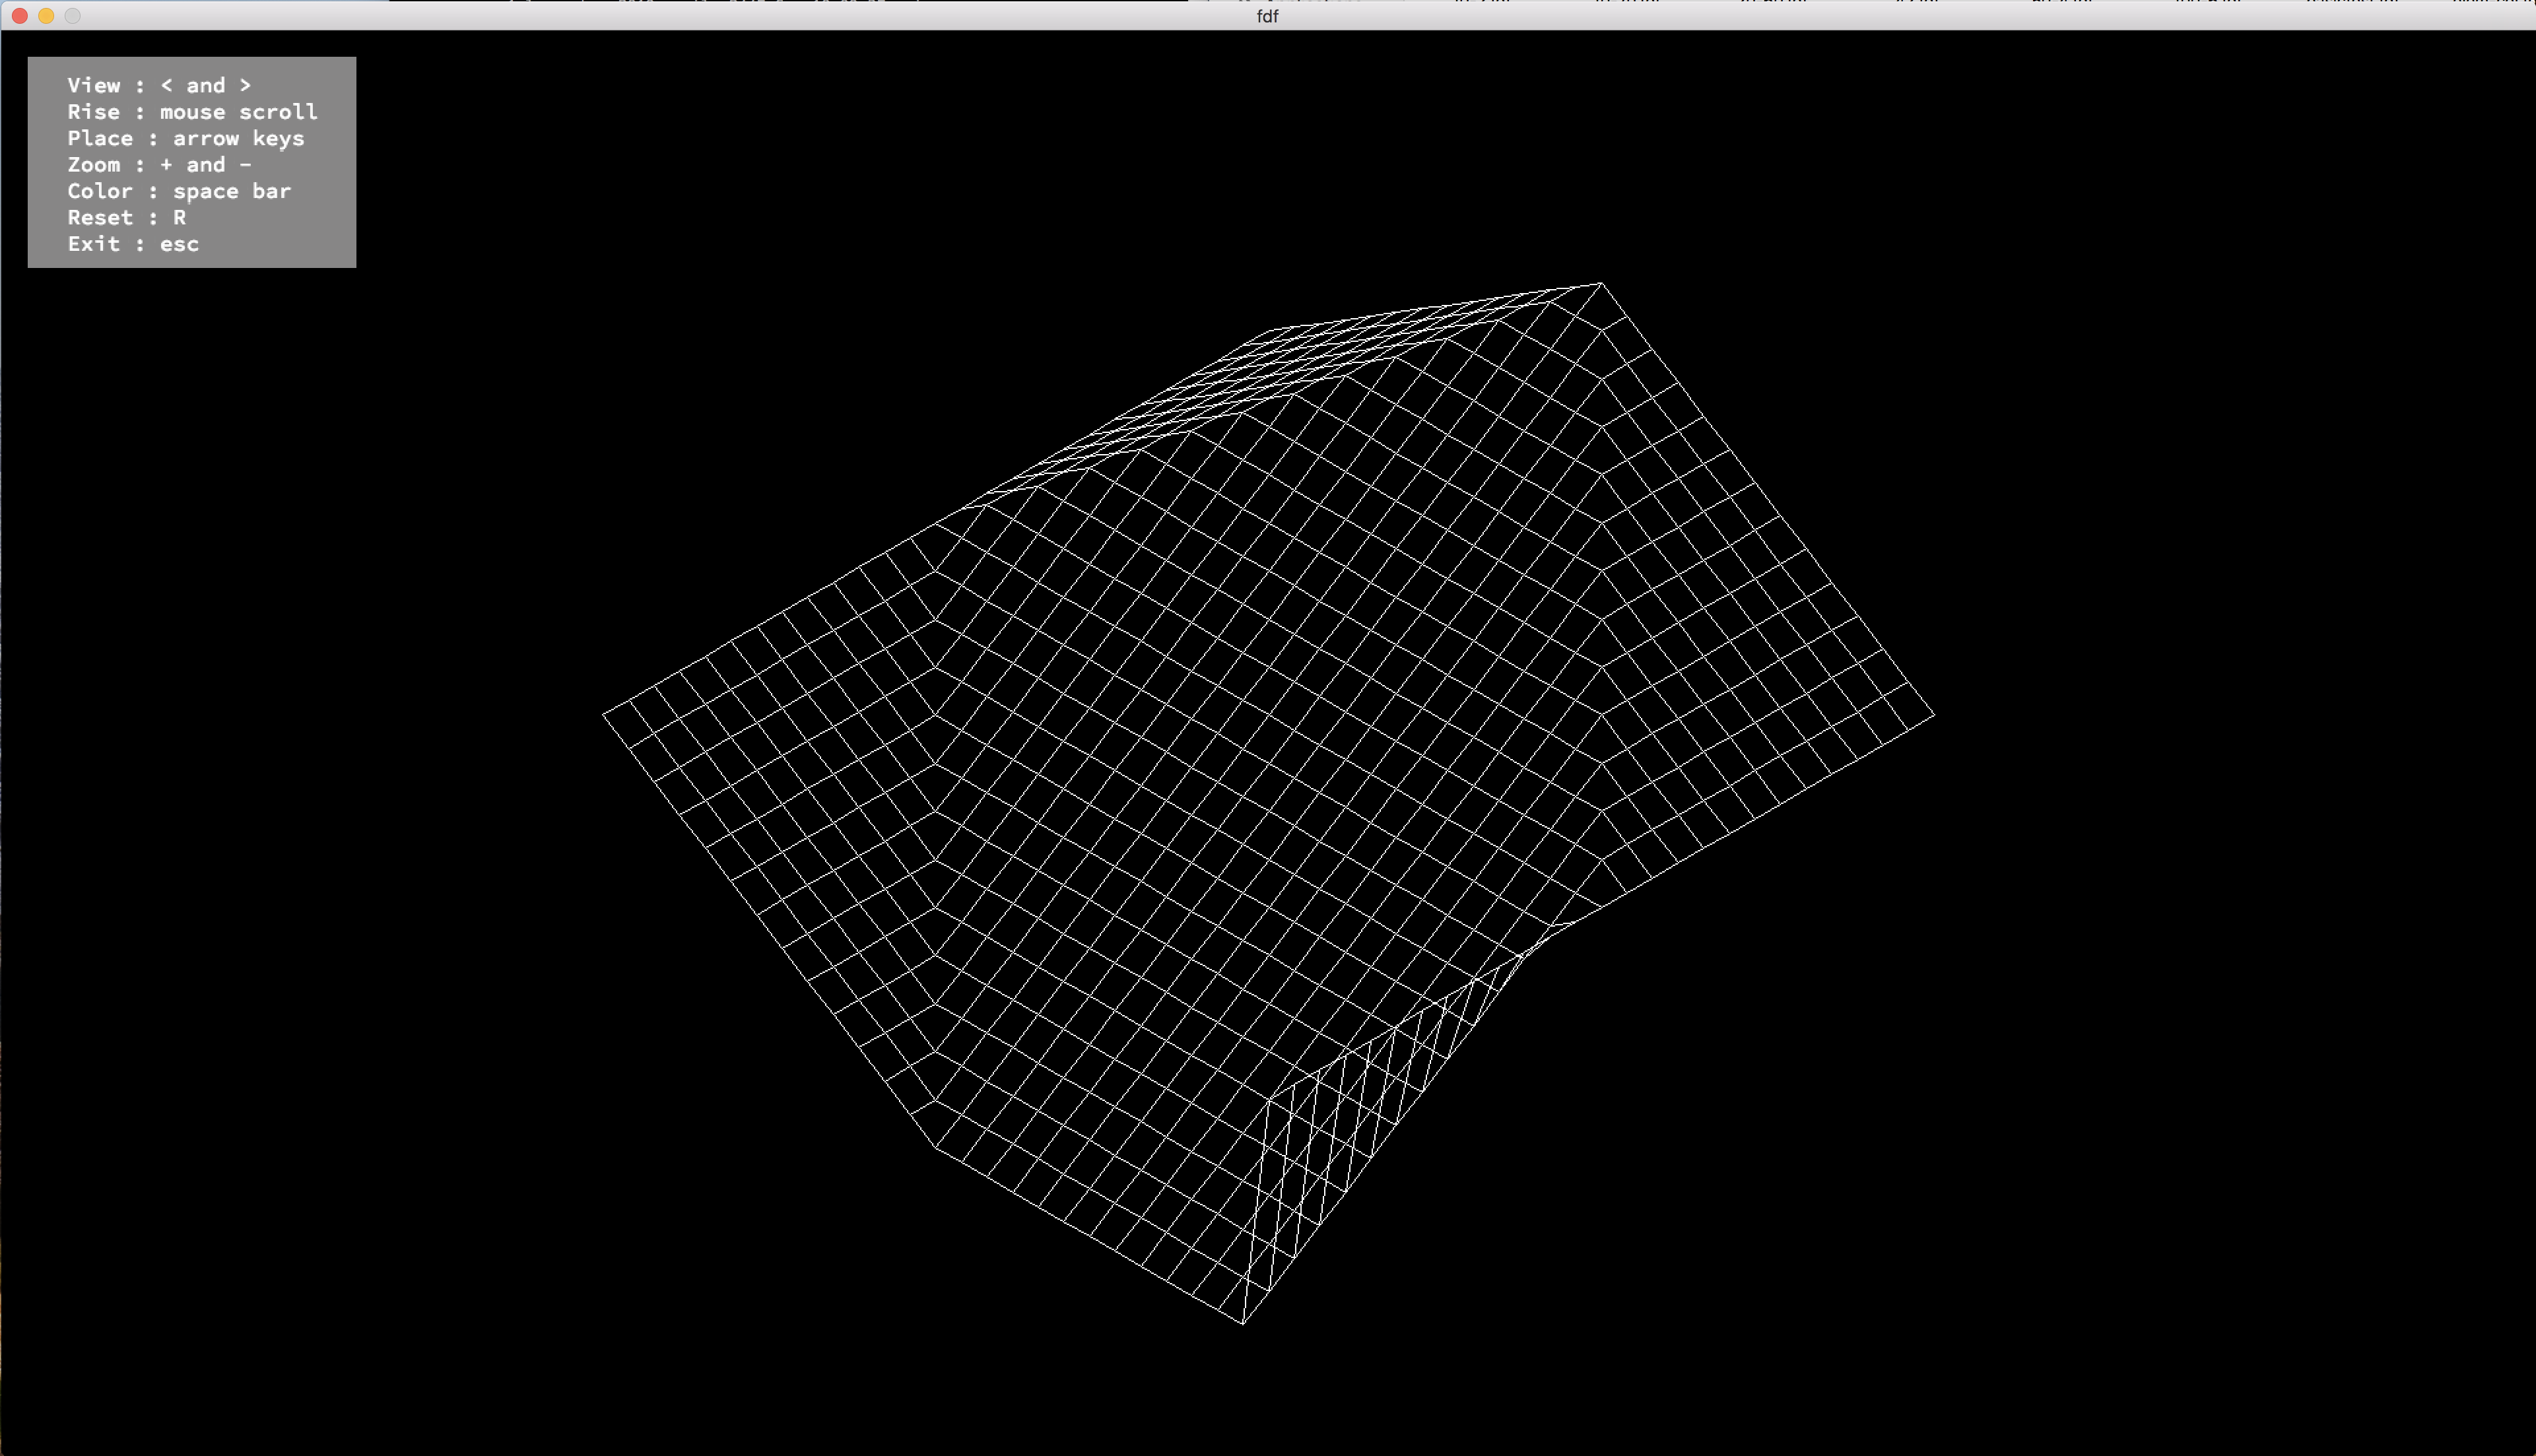 fdf
View : < and >
Rise : mouse scroll
Place : arrow keys
Zoom : + and -
Color : space bar
Reset : R
Exit : esc